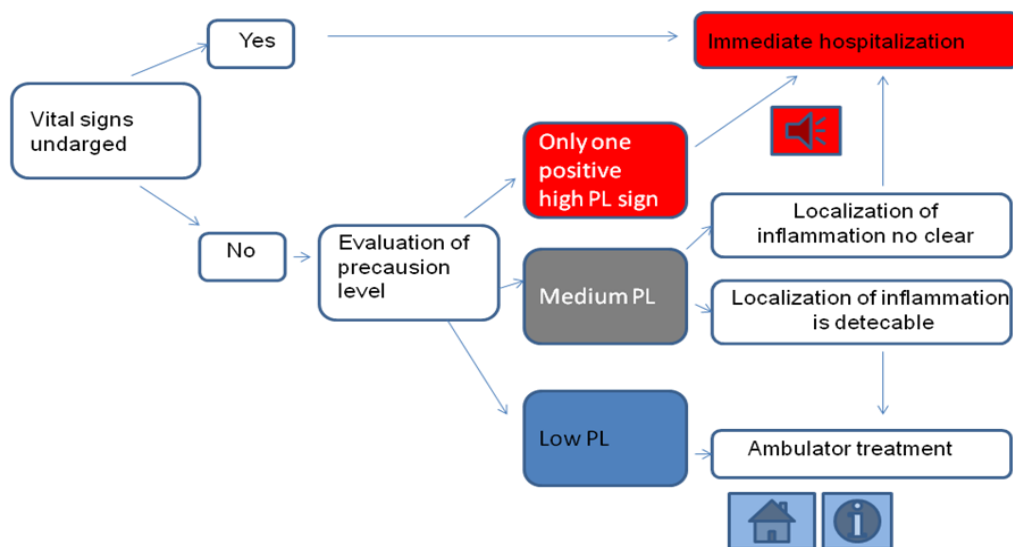 Yes
Immediate hospitalization
Vital signs
undarged
Only one
positive
high PL sign
Localization of
inflammation no clear
No
Evaluation of
precausion
level
Medium PL
Localization of inflammation
is detecable
Low PL
Ambulator treatment